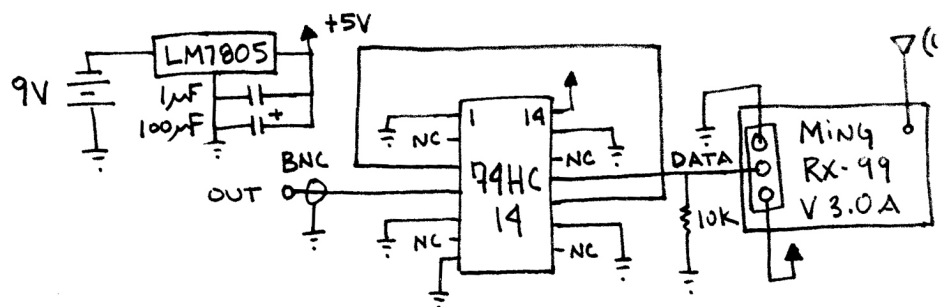 +5V
LM7805
9V
1µF
100µF
+
BNC
OUT
1 14
NC
NC
74HC
14
NC
NC
DATA
10K
MING
RX-99
V 3.0A